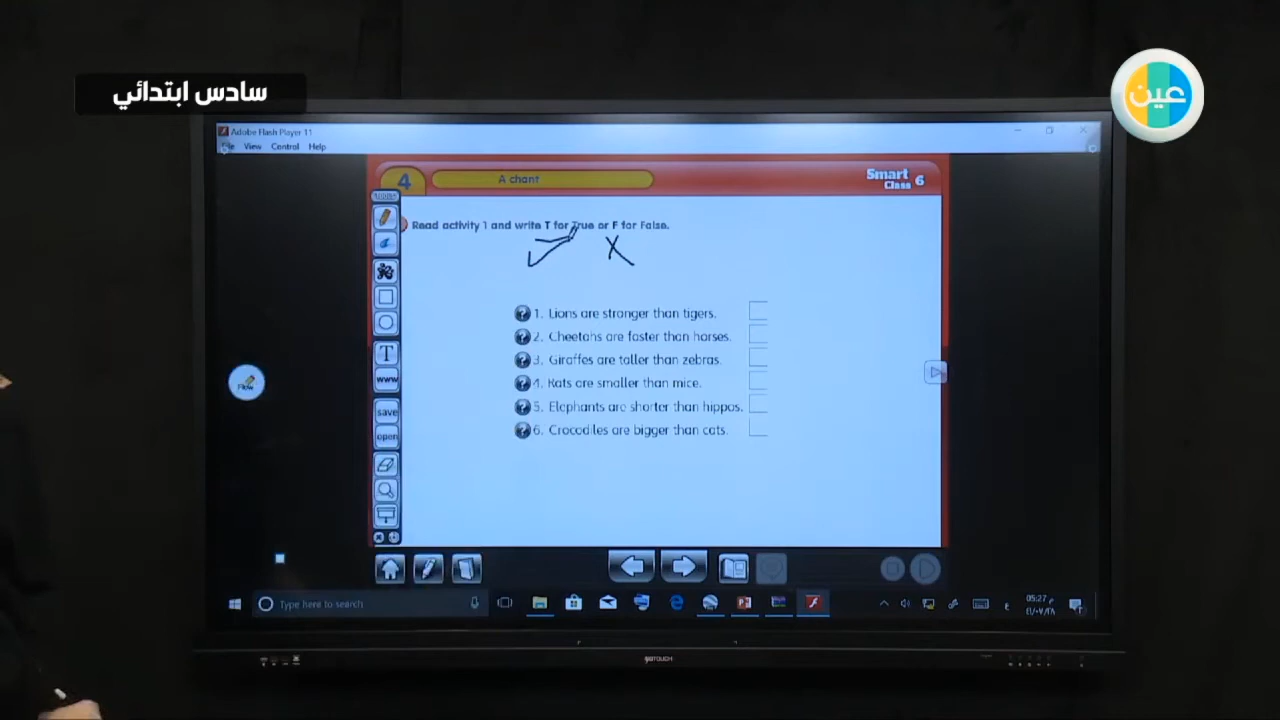 سادس ابتدائي
عين
Adobe Flash Player 11
File View Control Help
4 A chant Smart Class 6
Read activity 1 and write T for True or F for False.
1. Lions are stronger than tigers.
2. Cheetahs are faster than horses.
3. Giraffes are taller than zebras.
4. Rats are smaller than mice.
5. Elephants are shorter than hippos.
6. Crocodiles are bigger than cats.
T
www
save
open
Type here to search
05:27 م